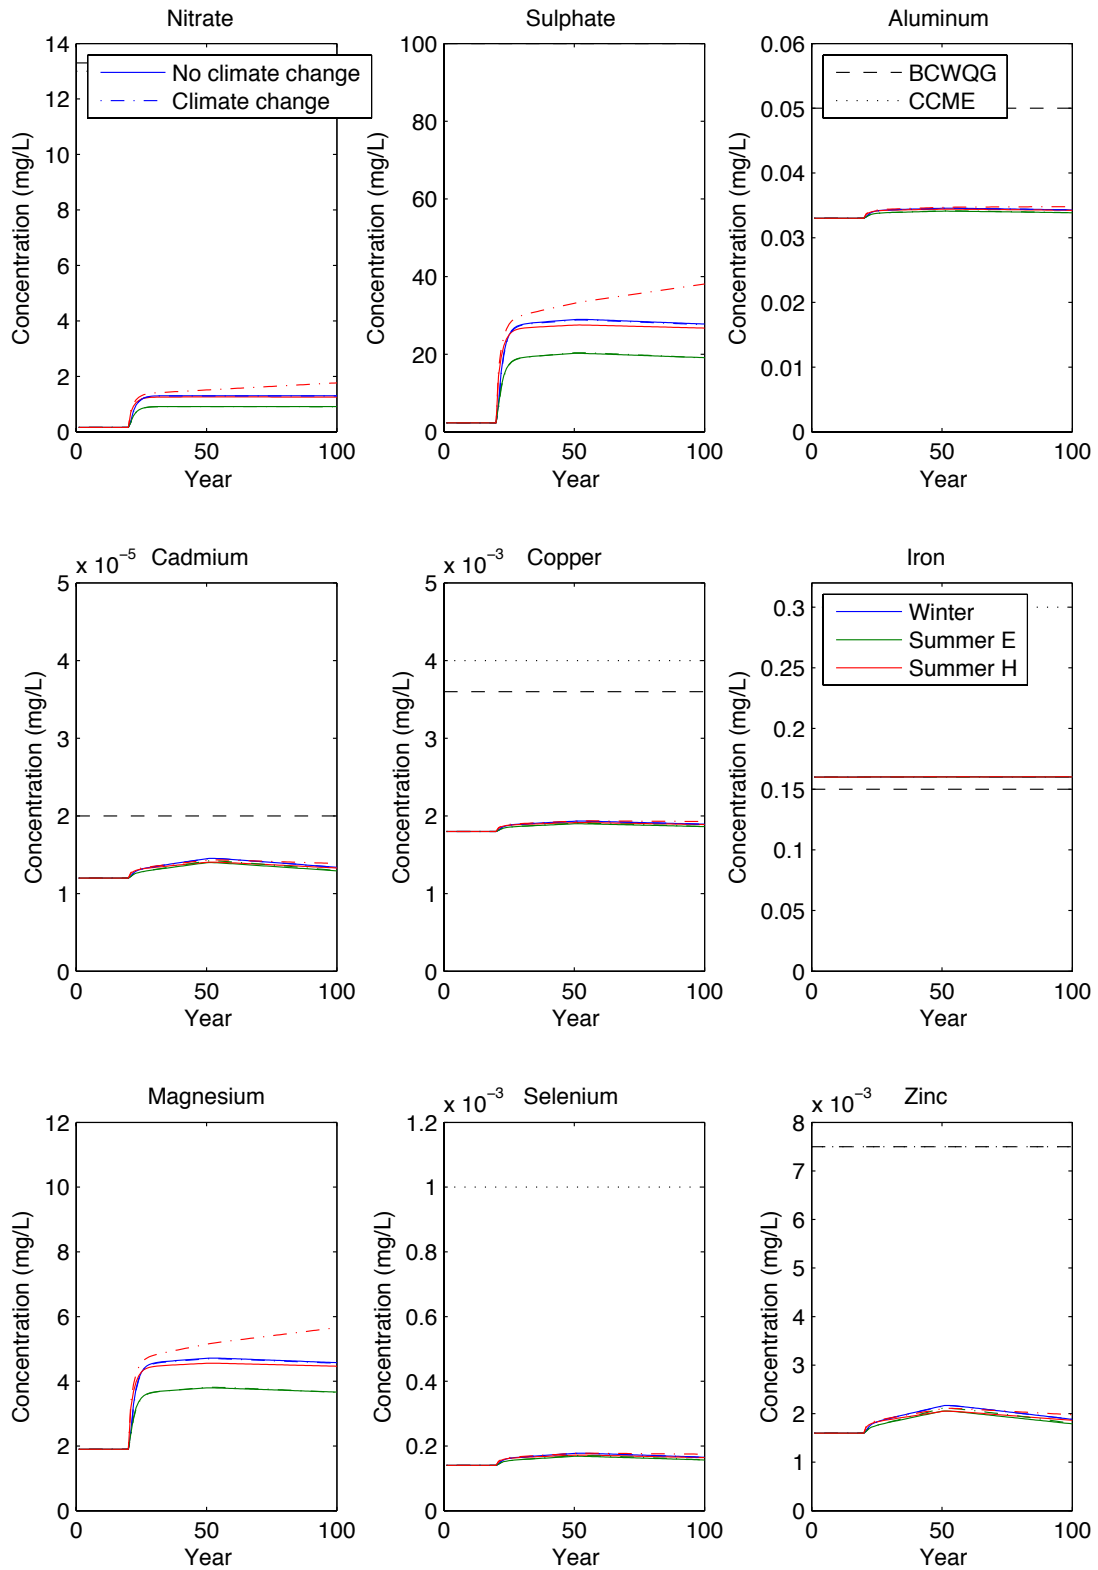 Nitrate
14
12
10
8
6
4
2
0
0
50
100
Concentration (mg/L)
Year
No climate change
Climate change
Sulphate
100
80
60
40
20
0
0
50
100
Concentration (mg/L)
Year
Aluminum
0.06
0.05
0.04
0.03
0.02
0.01
0
0
50
100
Concentration (mg/L)
Year
BCWQG
CCME
x 10⁻⁵ Cadmium
5
4
3
2
1
0
0
50
100
Concentration (mg/L)
Year
x 10⁻³ Copper
5
4
3
2
1
0
0
50
100
Concentration (mg/L)
Year
Iron
0.3
0.25
0.2
0.15
0.1
0.05
0
0
50
100
Concentration (mg/L)
Year
Winter
Summer E
Summer H
Magnesium
12
10
8
6
4
2
0
0
50
100
Concentration (mg/L)
Year
x 10⁻³ Selenium
1.2
1
0.8
0.6
0.4
0.2
0
0
50
100
Concentration (mg/L)
Year
x 10⁻³ Zinc
8
7
6
5
4
3
2
1
0
0
50
100
Concentration (mg/L)
Year